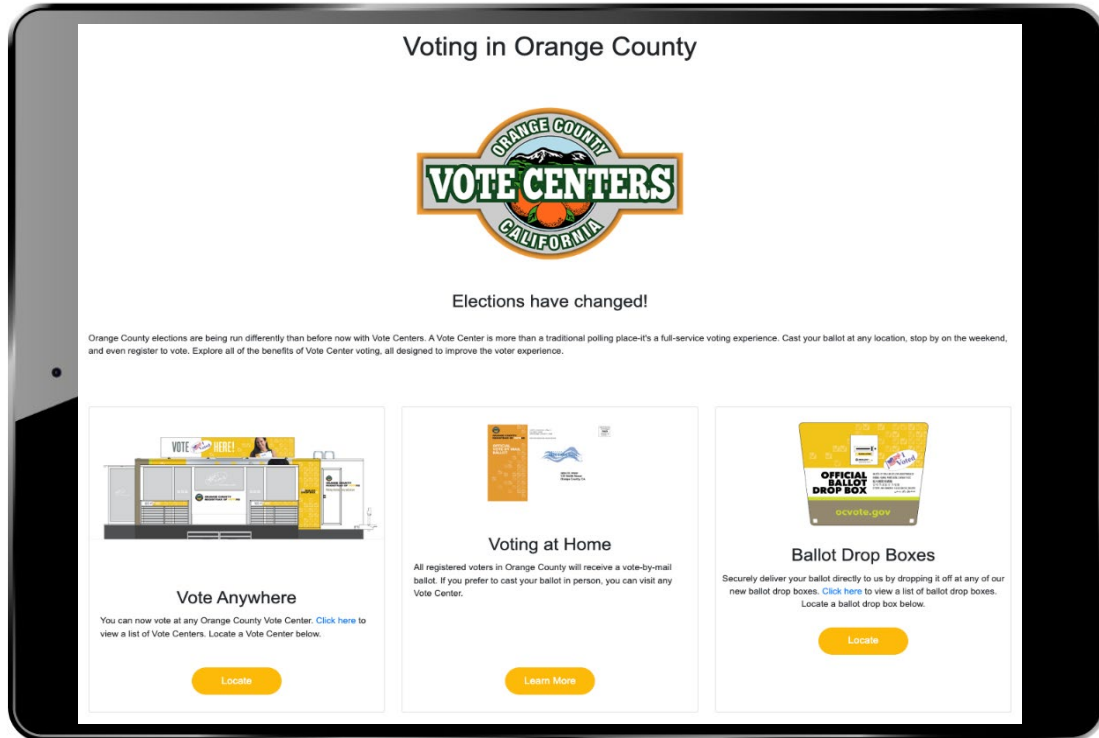 Voting in Orange County
ORANGE COUNTY
VOTE CENTERS
CALIFORNIA
Elections have changed!
Orange County elections are being run differently than before now with Vote Centers. A Vote Center is more than a traditional polling place-it's a full-service voting experience. Cast your ballot at any location, stop by on the weekend,
and even register to vote. Explore all of the benefits of Vote Center voting, all designed to improve the voter experience.
VOTE HERE!
Vote Anywhere
You can now vote at any Orange County Vote Center. Click here to
view a list of Vote Centers. Locate a Vote Center below.
Locate
OFFICIAL
VOTE-BY-MAIL
BALLOT
Voting at Home
All registered voters in Orange County will receive a vote-by-mail
ballot. If you prefer to cast your ballot in person, you can visit any
Vote Center.
Learn More
I Voted
OFFICIAL
BALLOT
DROP BOX
ocvote.gov
Ballot Drop Boxes
Securely deliver your ballot directly to us by dropping it off at any of our
new ballot drop boxes. Click here to view a list of ballot drop boxes.
Locate a ballot drop box below.
Locate